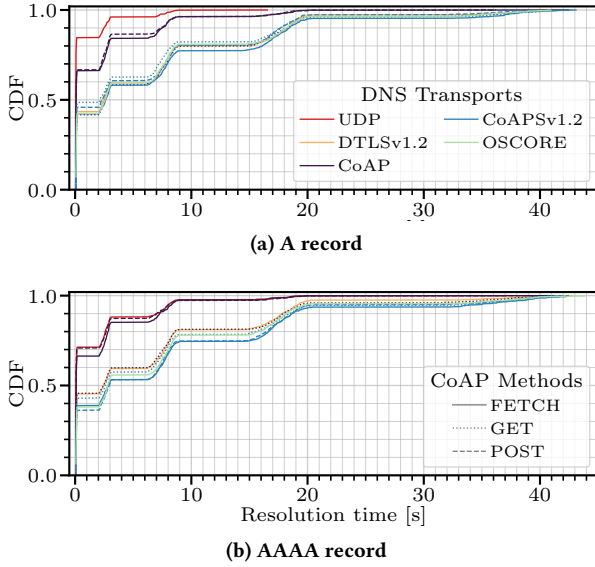 1.0
0.5
0.0
CDF
DNS Transports
UDP
CoAPSv1.2
DTLSv1.2
OSCORE
CoAP
0 10 20 30 40
(a) A record
1.0
0.5
0.0
CDF
CoAP Methods
FETCH
GET
POST
0 10 20 30 40
Resolution time [s]
(b) AAAA record